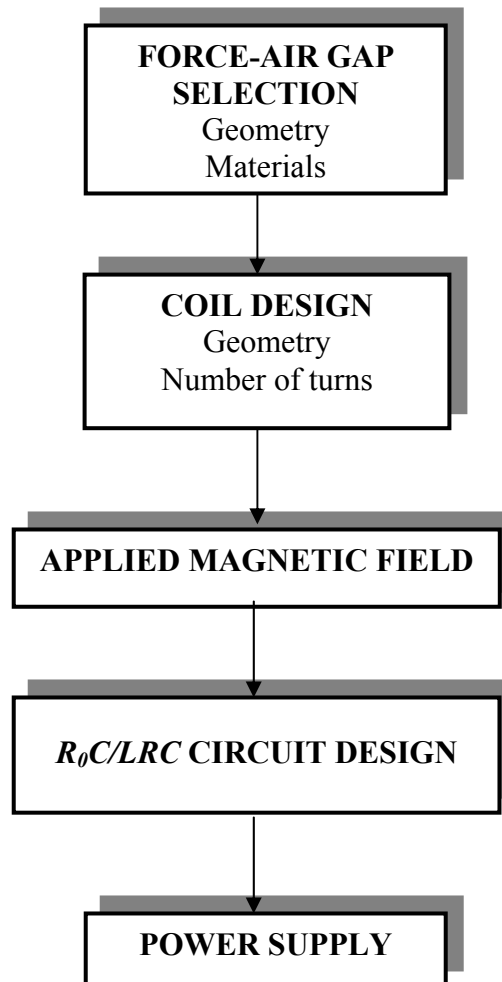 FORCE-AIR GAP
SELECTION
Geometry
Materials
COIL DESIGN
Geometry
Number of turns
APPLIED MAGNETIC FIELD
R₀C/LRC CIRCUIT DESIGN
POWER SUPPLY